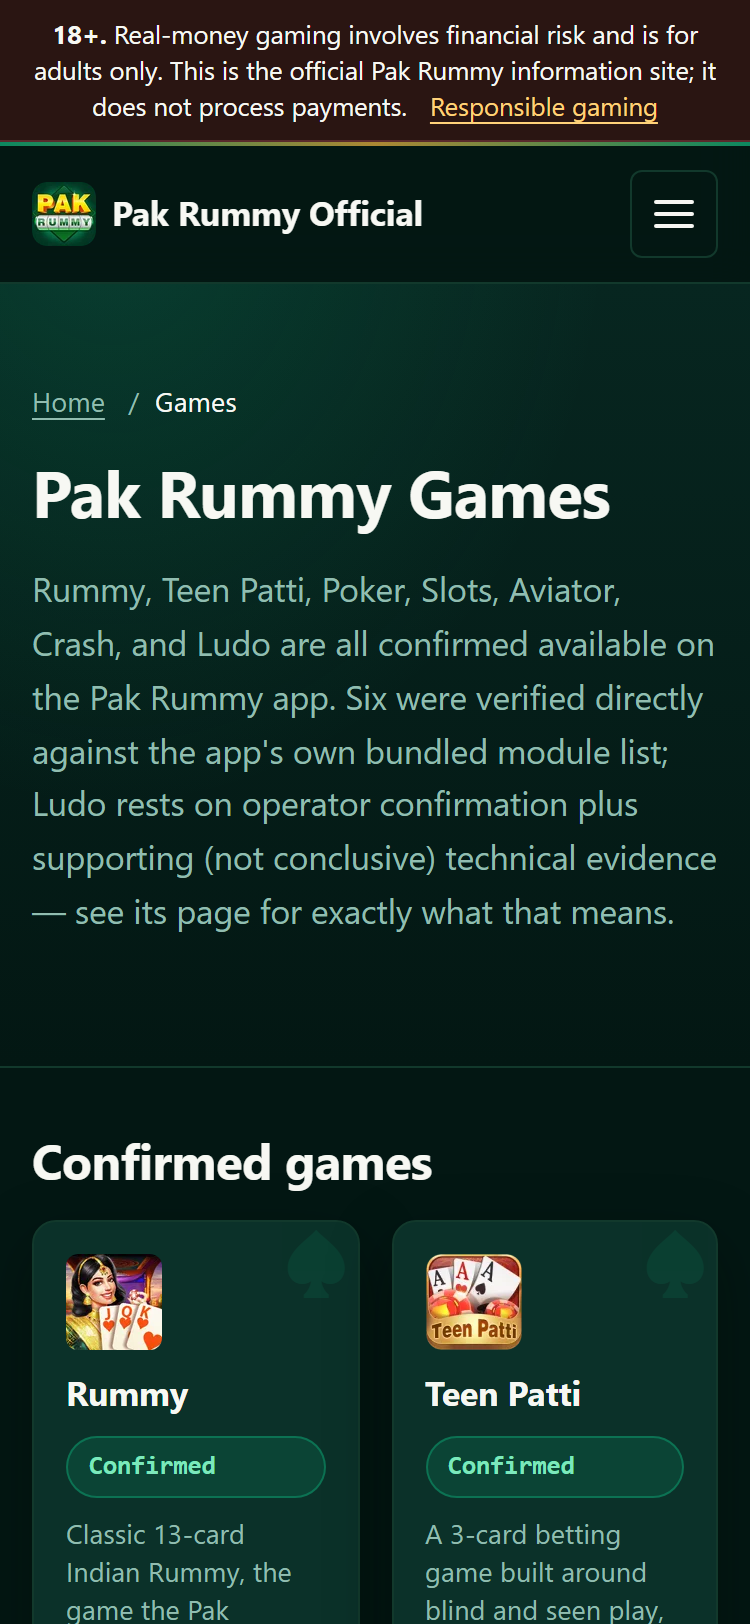 18+. Real-money gaming involves financial risk and is for
adults only. This is the official Pak Rummy information site; it
does not process payments. Responsible gaming
PAK
RUMMY
Pak Rummy Official
Home / Games
Pak Rummy Games
Rummy, Teen Patti, Poker, Slots, Aviator,
Crash, and Ludo are all confirmed available on
the Pak Rummy app. Six were verified directly
against the app's own bundled module list;
Ludo rests on operator confirmation plus
supporting (not conclusive) technical evidence
— see its page for exactly what that means.
Confirmed games
J Q K
A A A
Teen Patti
Rummy
Teen Patti
Confirmed
Confirmed
Classic 13-card
Indian Rummy, the
game the Pak
A 3-card betting
game built around
blind and seen play,